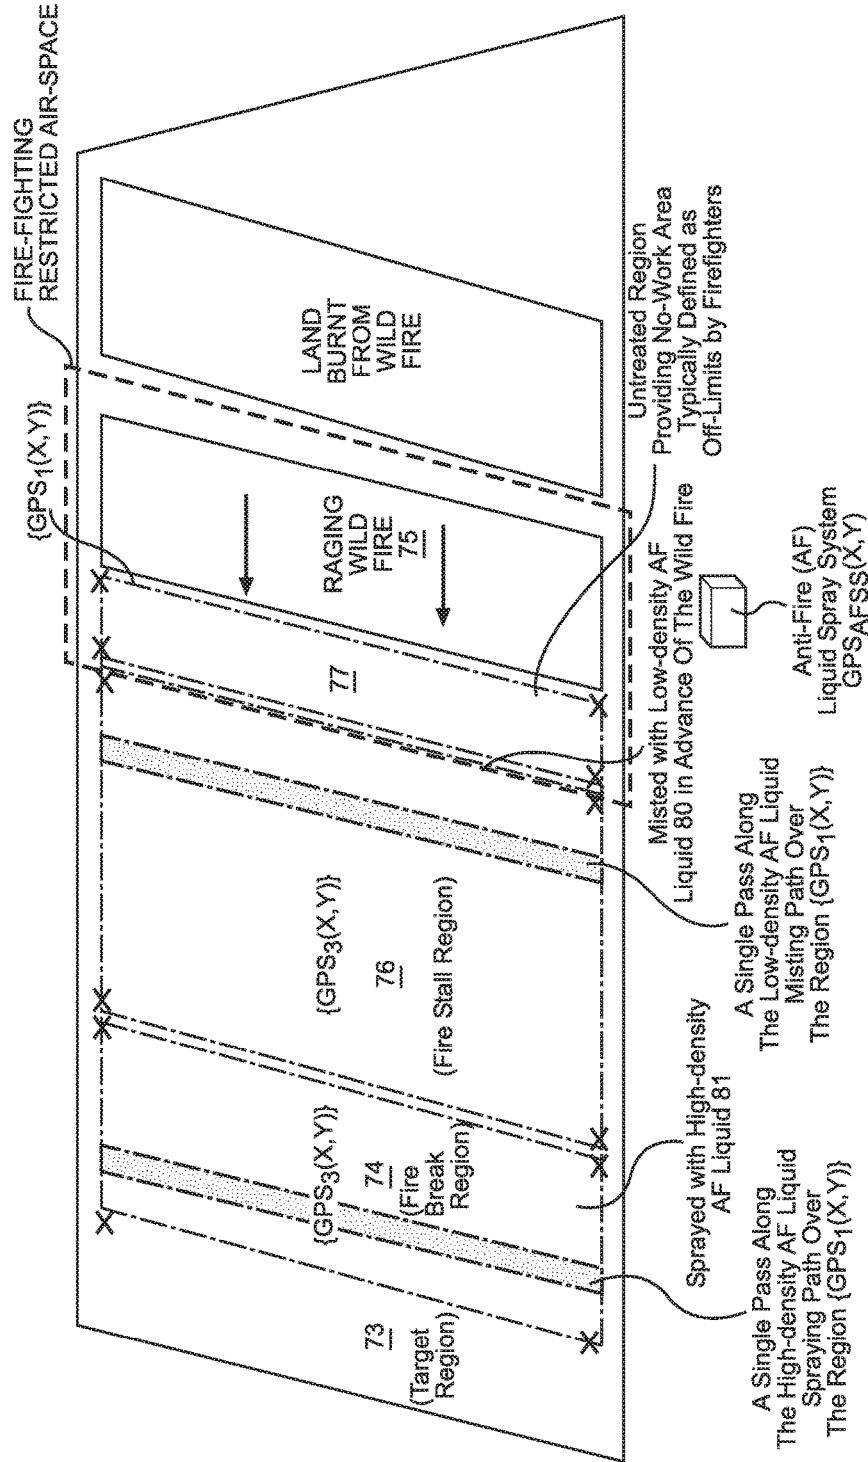 FIRE-FIGHTING
RESTRICTED AIR-SPACE
{GPS1(X,Y)}
73
(Target
Region)
{GPS3(X,Y)}
74
(Fire
Break
Region)
{GPS3(X,Y)}
76
(Fire Stall Region)
77
RAGING
WILD
FIRE
75
LAND
BURNT
FROM
WILD
FIRE
A Single Pass Along
The High-density AF Liquid
Spraying Path Over
The Region {GPS1(X,Y)}
Sprayed with High-density
AF Liquid 81
A Single Pass Along
The Low-density AF Liquid
Misting Path Over
The Region {GPS1(X,Y)}
Misted with Low-density AF
Liquid 80 in Advance Of The Wild Fire
Untreated Region
Providing No-Work Area
Typically Defined as
Off-Limits by Firefighters
Anti-Fire (AF)
Liquid Spray System
GPSAFSS(X,Y)